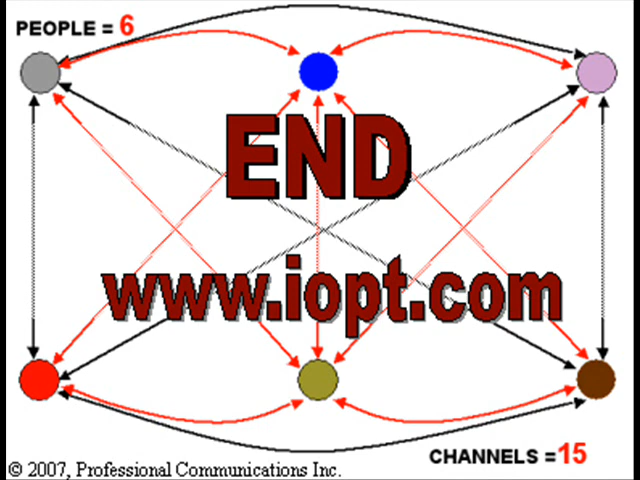 PEOPLE = 6
END
www.iopt.com
CHANNELS =15
© 2007, Professional Communications Inc.